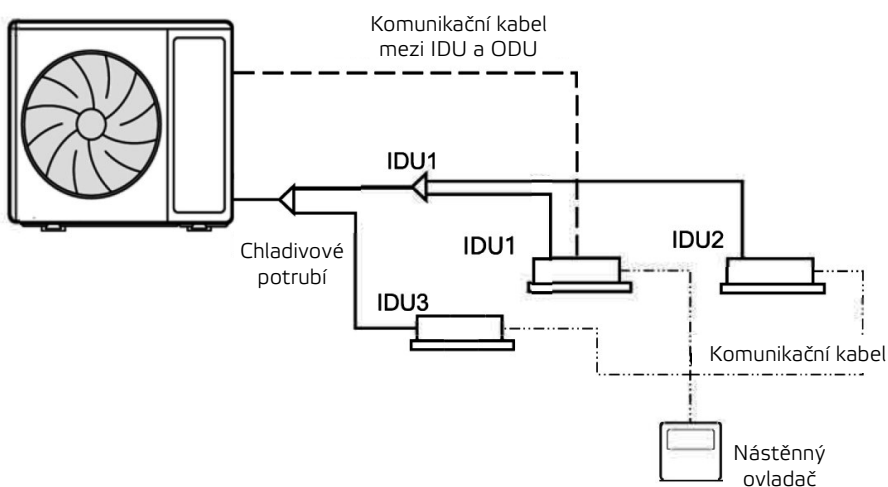 Komunikační kabel
mezi IDU a ODU
IDU1
IDU1
IDU2
Chladivové
potrubí
IDU3
Komunikační kabel
Nástěnný
ovladač